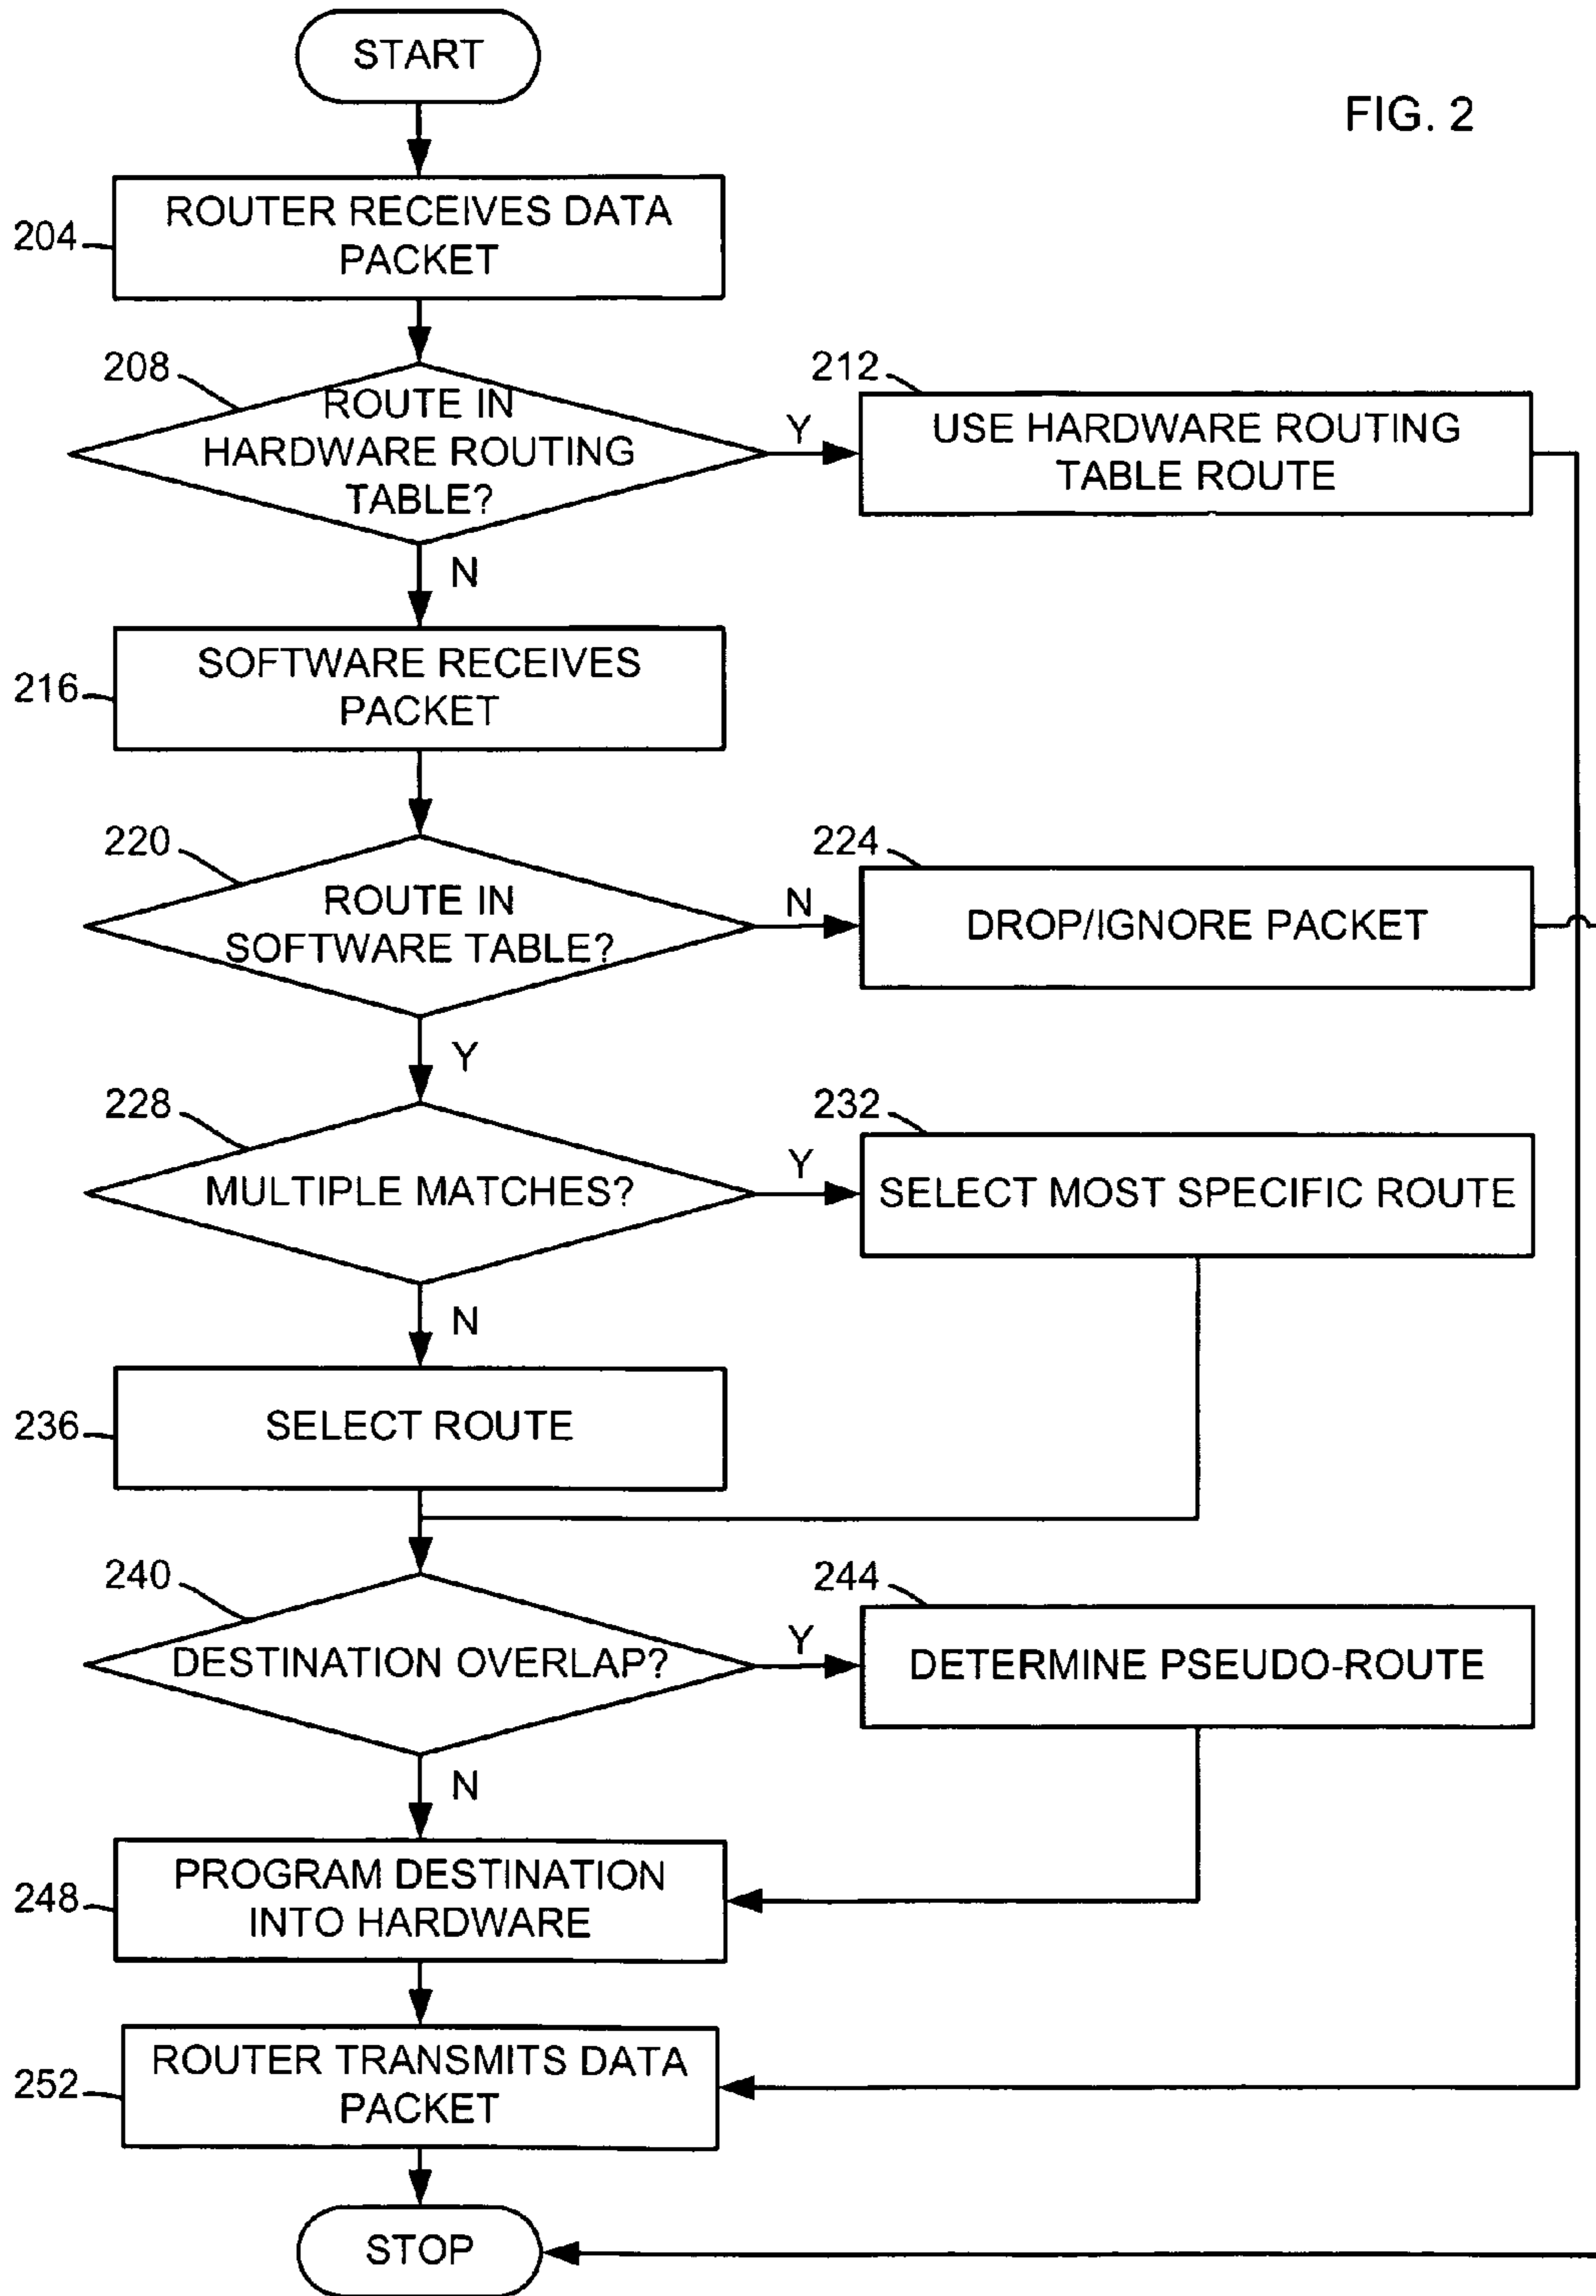 START
FIG. 2
204
ROUTER RECEIVES DATA
PACKET
208
ROUTE IN
HARDWARE ROUTING
TABLE?
Y
212
USE HARDWARE ROUTING
TABLE ROUTE
N
216
SOFTWARE RECEIVES
PACKET
220
ROUTE IN
SOFTWARE TABLE?
N
224
DROP/IGNORE PACKET
Y
228
MULTIPLE MATCHES?
Y
232
SELECT MOST SPECIFIC ROUTE
N
236
SELECT ROUTE
240
DESTINATION OVERLAP?
Y
244
DETERMINE PSEUDO-ROUTE
N
248
PROGRAM DESTINATION
INTO HARDWARE
252
ROUTER TRANSMITS DATA
PACKET
STOP